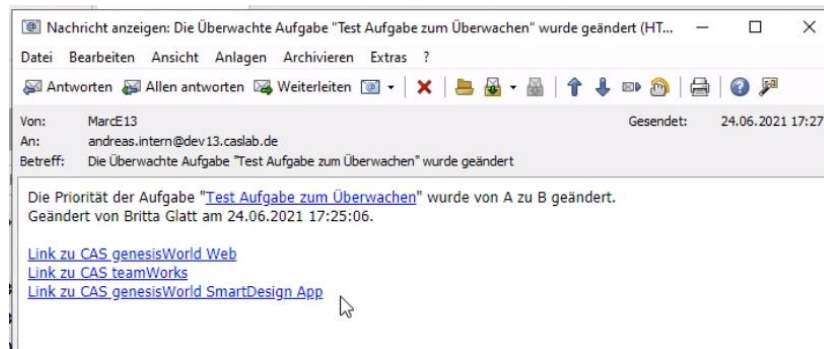 Nachricht anzeigen: Die Überwachte Aufgabe "Test Aufgabe zum Überwachen" wurde geändert (HT...
Datei Bearbeiten Ansicht Anlagen Archivieren Extras ?
Antworten Allen antworten Weiterleiten
Von: MarcE13 Gesendet: 24.06.2021 17:27
An: andreas.intern@dev13.caslab.de
Betreff: Die Überwachte Aufgabe "Test Aufgabe zum Überwachen" wurde geändert
Die Priorität der Aufgabe "Test Aufgabe zum Überwachen" wurde von A zu B geändert.
Geändert von Britta Glatt am 24.06.2021 17:25:06.
Link zu CAS genesisWorld Web
Link zu CAS teamWorks
Link zu CAS genesisWorld SmartDesign App